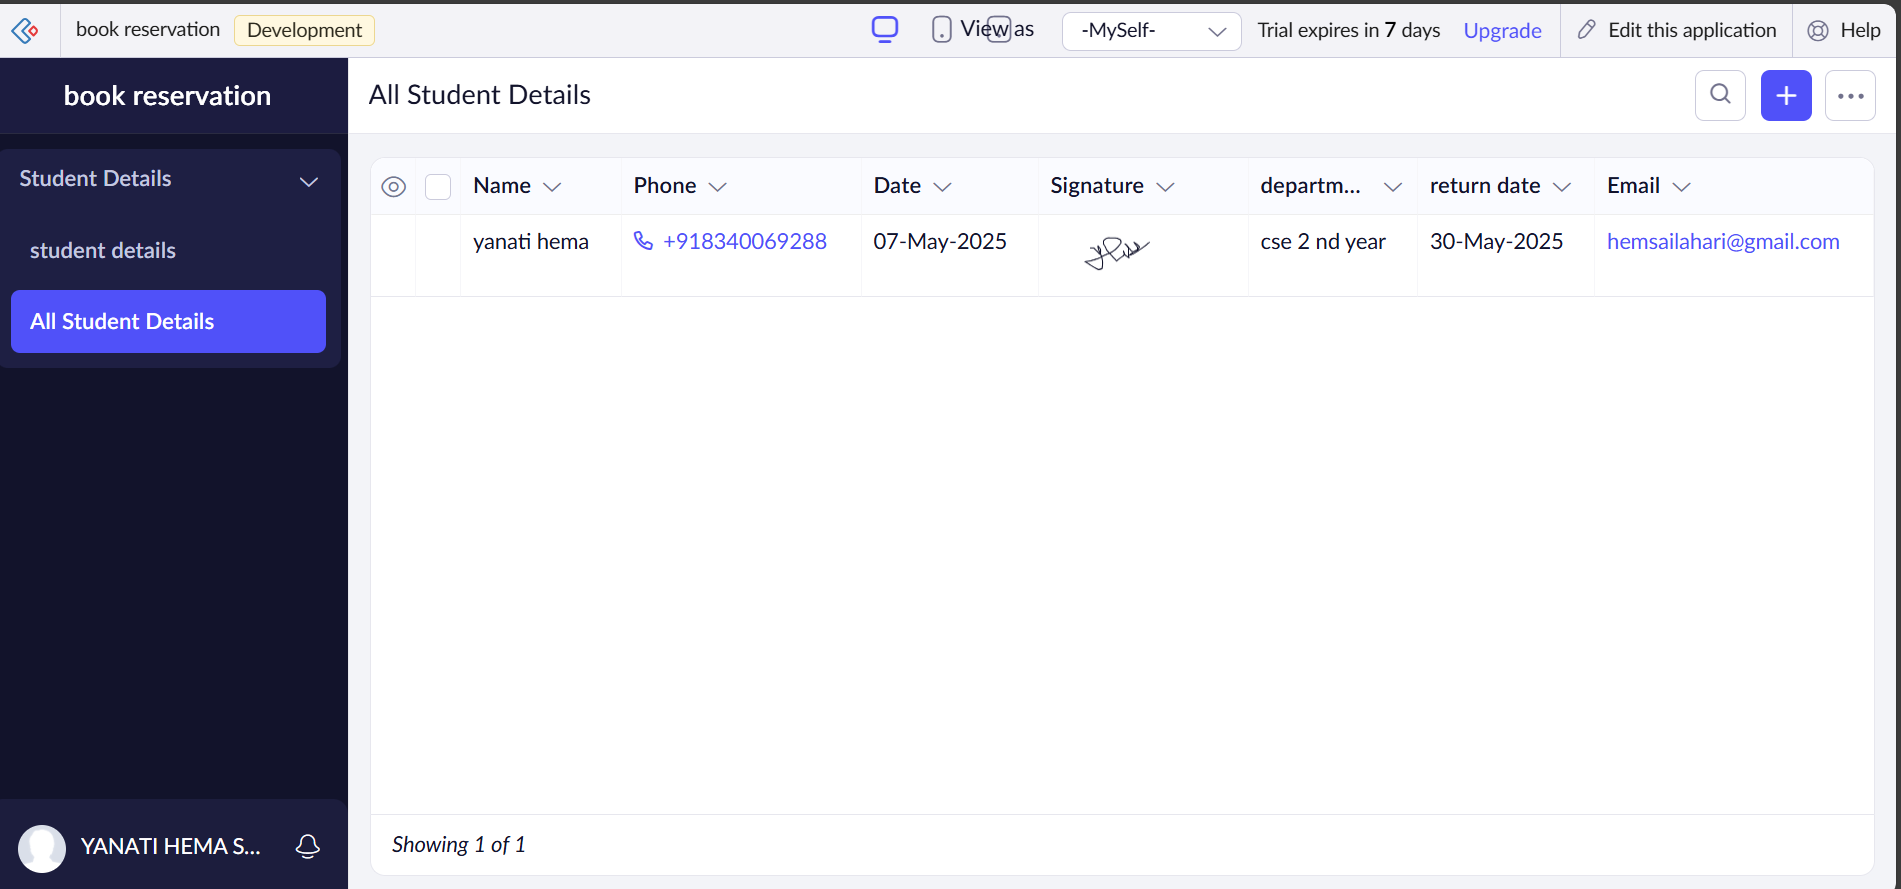 book reservation Development View as -MySelf- Trial expires in 7 days Upgrade Edit this application Help
book reservation
All Student Details
Student Details
student details
All Student Details
Name Phone Date Signature departm... return date Email
yanati hema +918340069288 07-May-2025 cse 2 nd year 30-May-2025 hemsailahari@gmail.com
Showing 1 of 1
YANATI HEMA S...